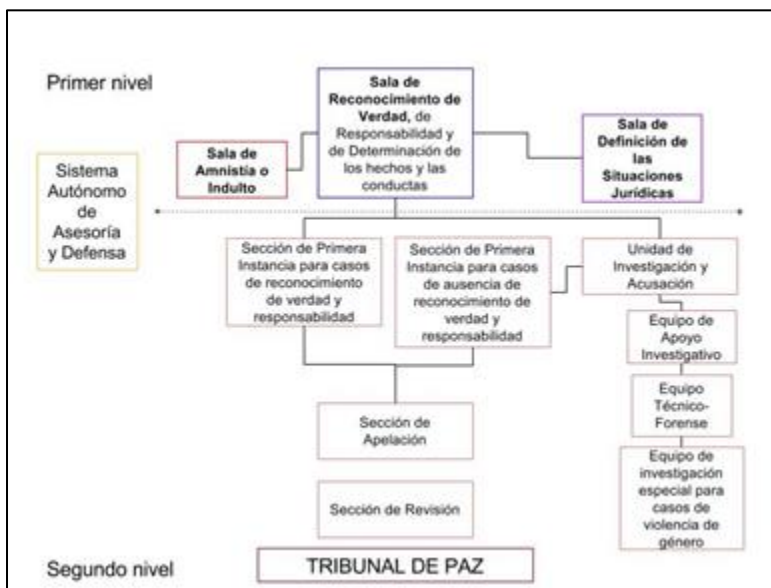 Primer nivel
Sala de
Reconocimiento de
Verdad, de
Responsabilidad y
de Determinación de
los hechos y las
conductas
Sala de
Amnistía o
Indulto
Sala de
Definición de
las
Situaciones
Jurídicas
Sistema
Autónomo
de
Asesoría
y Defensa
Sección de Primera
Instancia para casos
de reconocimiento
de verdad y
responsabilidad
Sección de Primera
Instancia para casos
de ausencia de
reconocimiento de
verdad y
responsabilidad
Unidad de
Investigación y
Acusación
Equipo de
Apoyo
Investigativo
Equipo
Técnico-
Forense
Equipo de
investigación
especial para
casos de
violencia de
género
Sección de
Apelación
Sección de Revisión
Segundo nivel
TRIBUNAL DE PAZ